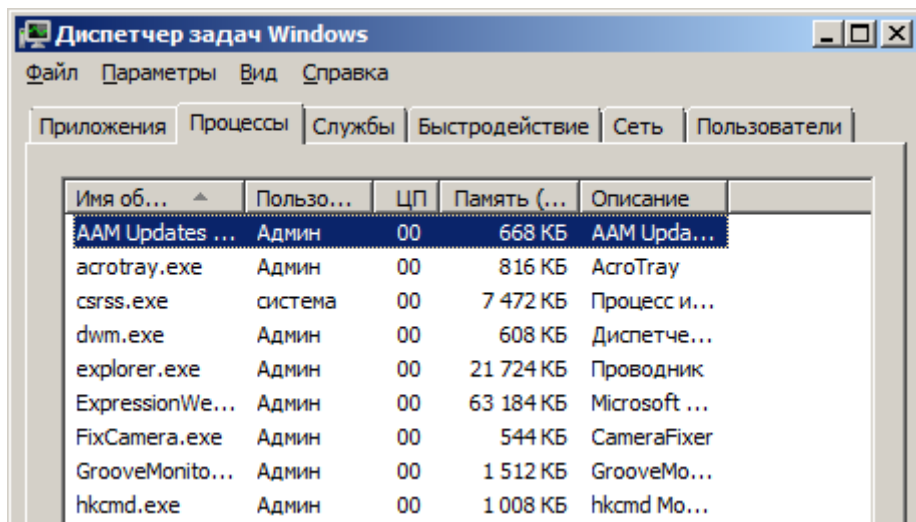 Диспетчер задач Windows
Файл Параметры Вид Справка
Приложения Процессы Службы Быстродействие Сеть Пользователи
Имя об... Пользо... ЦП Память (... Описание
AAM Updates ... Админ 00 668 КБ AAM Upda...
acrotray.exe Админ 00 816 КБ AcroTray
csrss.exe система 00 7 472 КБ Процесс и...
dwm.exe Админ 00 608 КБ Диспетче...
explorer.exe Админ 00 21 724 КБ Проводник
ExpressionWe... Админ 00 63 184 КБ Microsoft ...
FixCamera.exe Админ 00 544 КБ CameraFixer
GrooveMonito... Админ 00 1 512 КБ GrooveMo...
hkcmd.exe Админ 00 1 008 КБ hkcmd Mo...